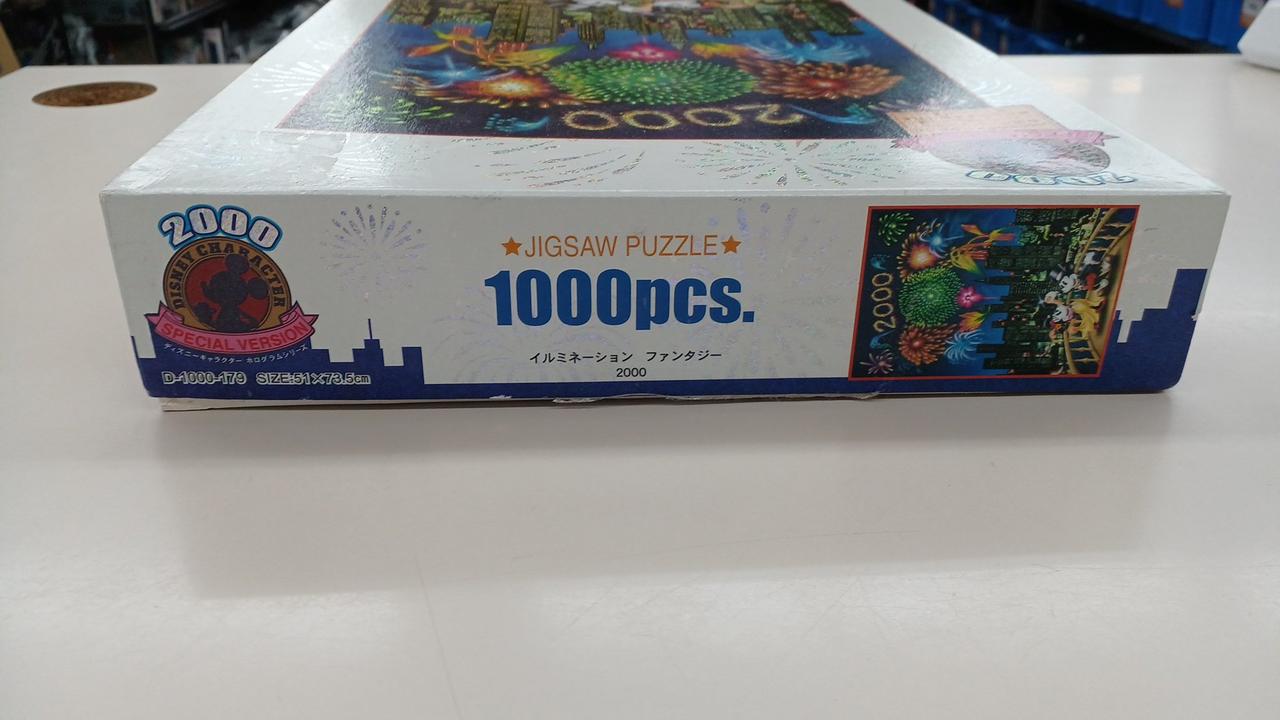 2000
2000
2000
DISNEY CHARACTER
SPECIAL VERSION
ディズニーキャラクター ホログラムシリーズ
D-1000-179 SIZE:51×73.5cm
★JIGSAW PUZZLE★
1000pcs.
イルミネーション ファンタジー
2000
2000